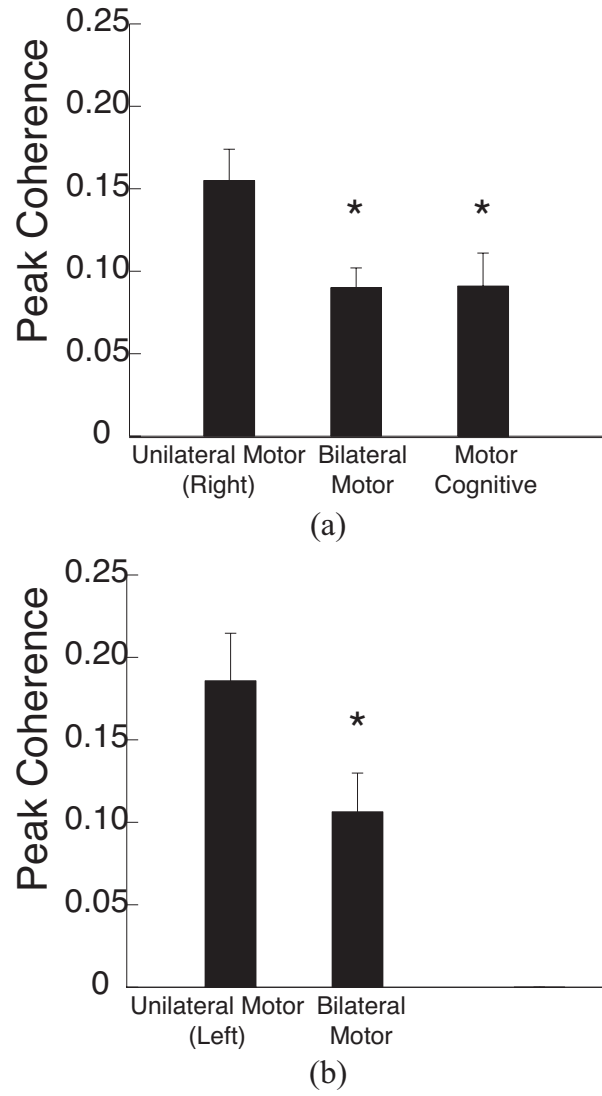 0.25
0.20
0.15
0.10
0.05
0
Peak Coherence
* *
Unilateral Motor Bilateral Motor
(Right) Motor Cognitive
(a)
0.25
0.20
0.15
0.10
0.05
0
Peak Coherence
*
Unilateral Motor Bilateral
(Left) Motor
(b)